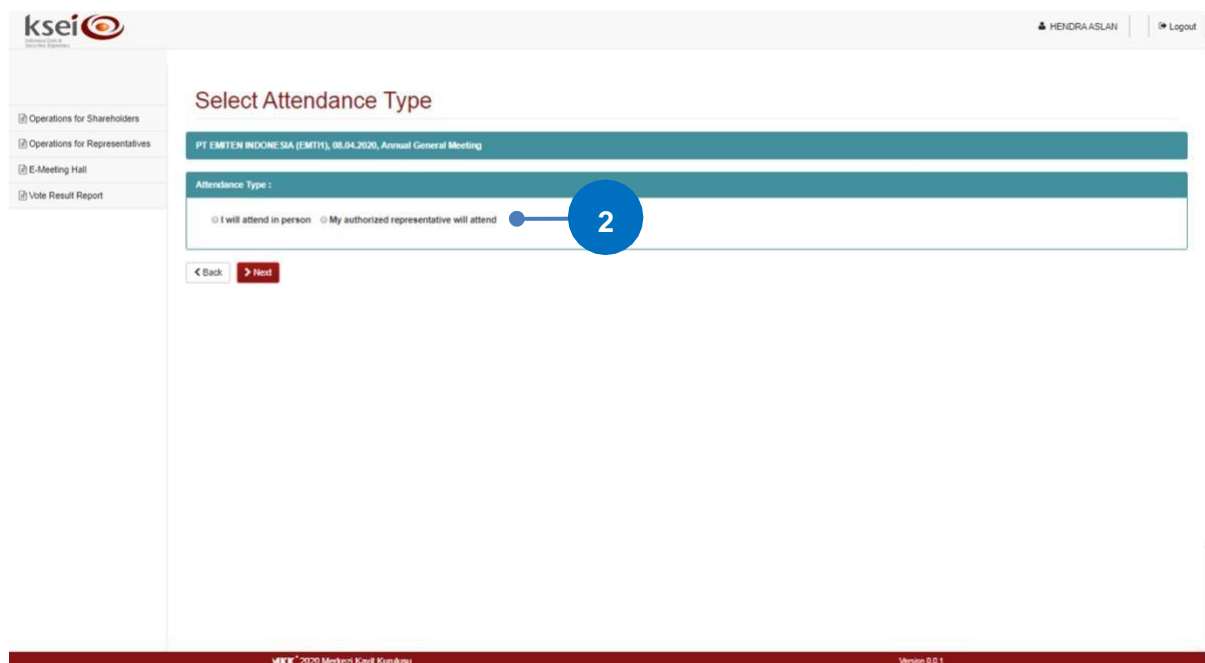 ksei
HENDRA ASLAN
Logout
Select Attendance Type
Operations for Shareholders
Operations for Representatives
E-Meeting Hall
Vote Result Report
PT EMITEN INDONESIA (EMTI1), 08.04.2020, Annual General Meeting
Attendance Type :
I will attend in person My authorized representative will attend
2
Back Next
MKK 2020 Merkezi Kayit Kurulusu
Version 0.0.1